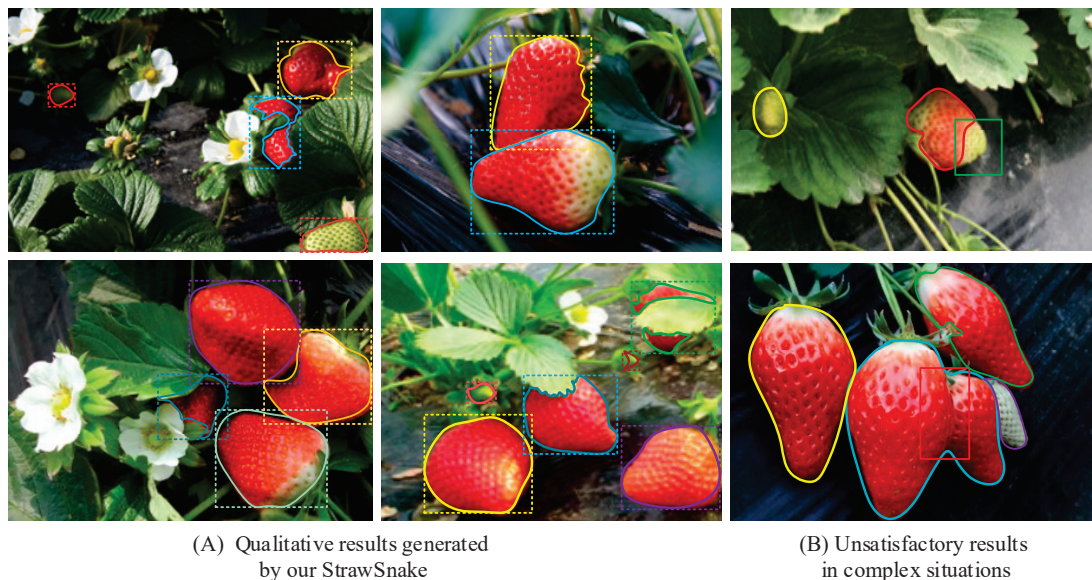 (A) Qualitative results generated
by our StrawSnake
(B) Unsatisfactory results
in complex situations